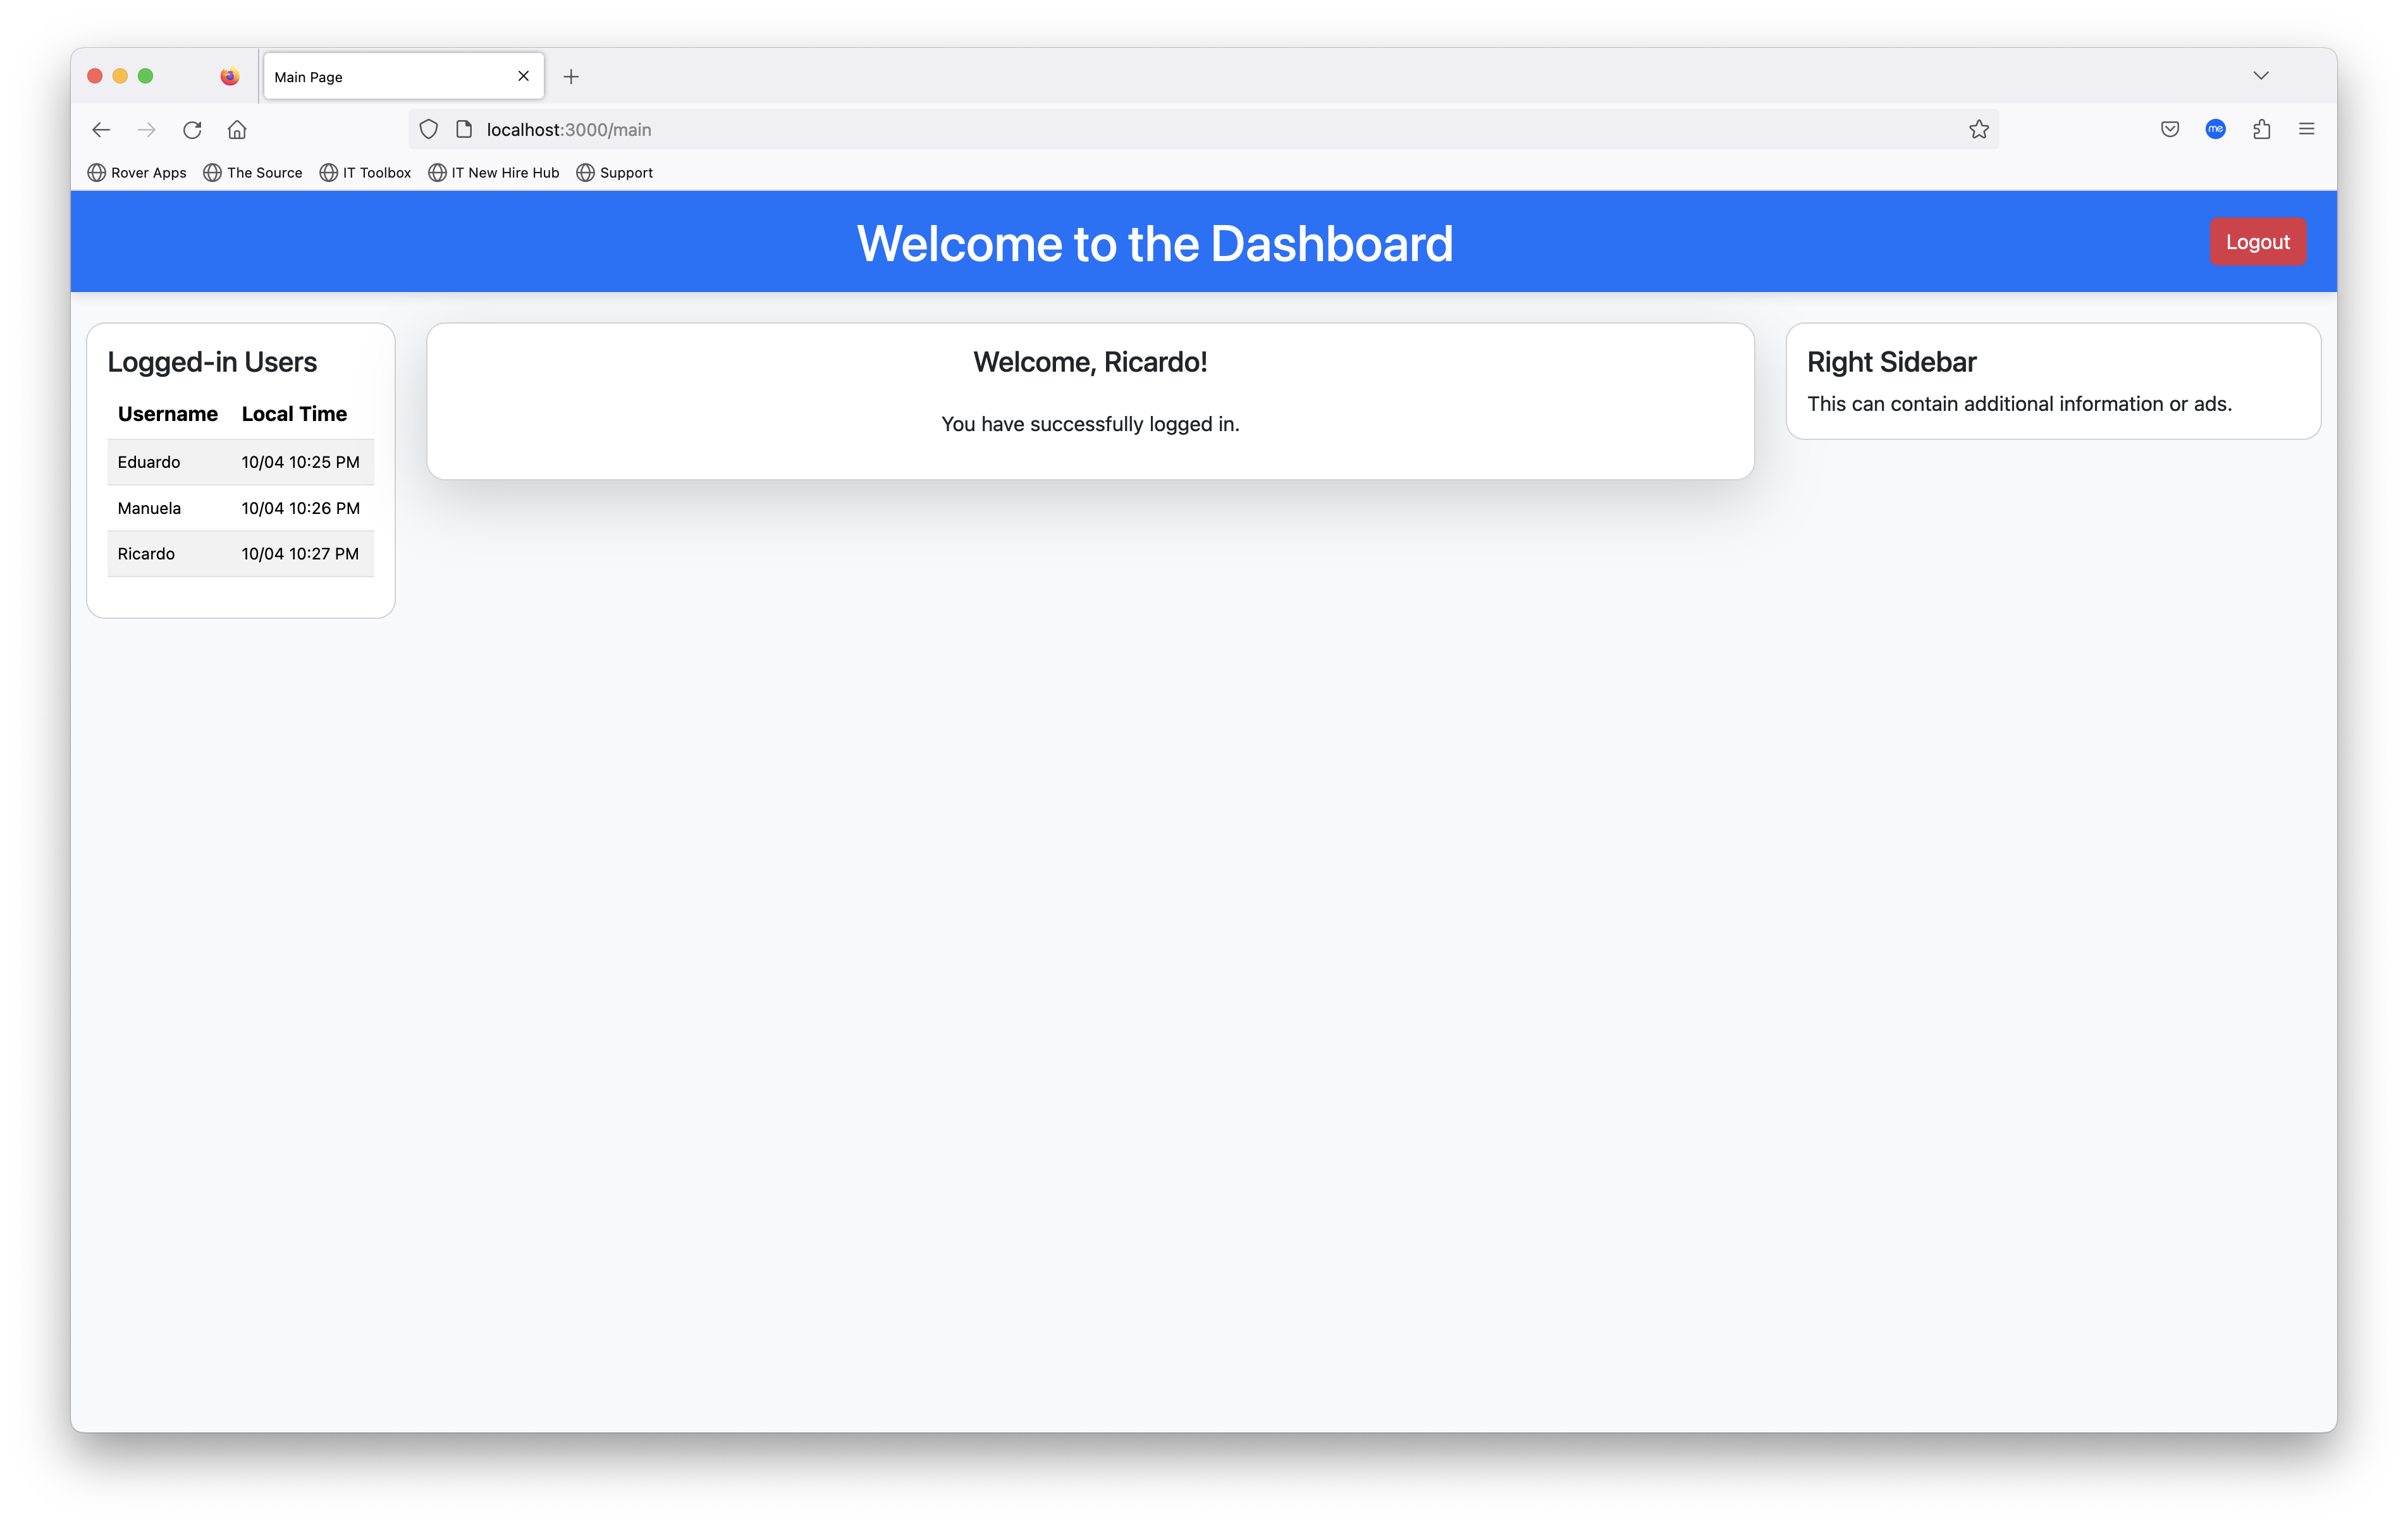 Main Page
localhost:3000/main
me
Rover Apps The Source IT Toolbox IT New Hire Hub Support
Welcome to the Dashboard
Logout
Logged-in Users
Username Local Time
Eduardo 10/04 10:25 PM
Manuela 10/04 10:26 PM
Ricardo 10/04 10:27 PM
Welcome, Ricardo!
You have successfully logged in.
Right Sidebar
This can contain additional information or ads.